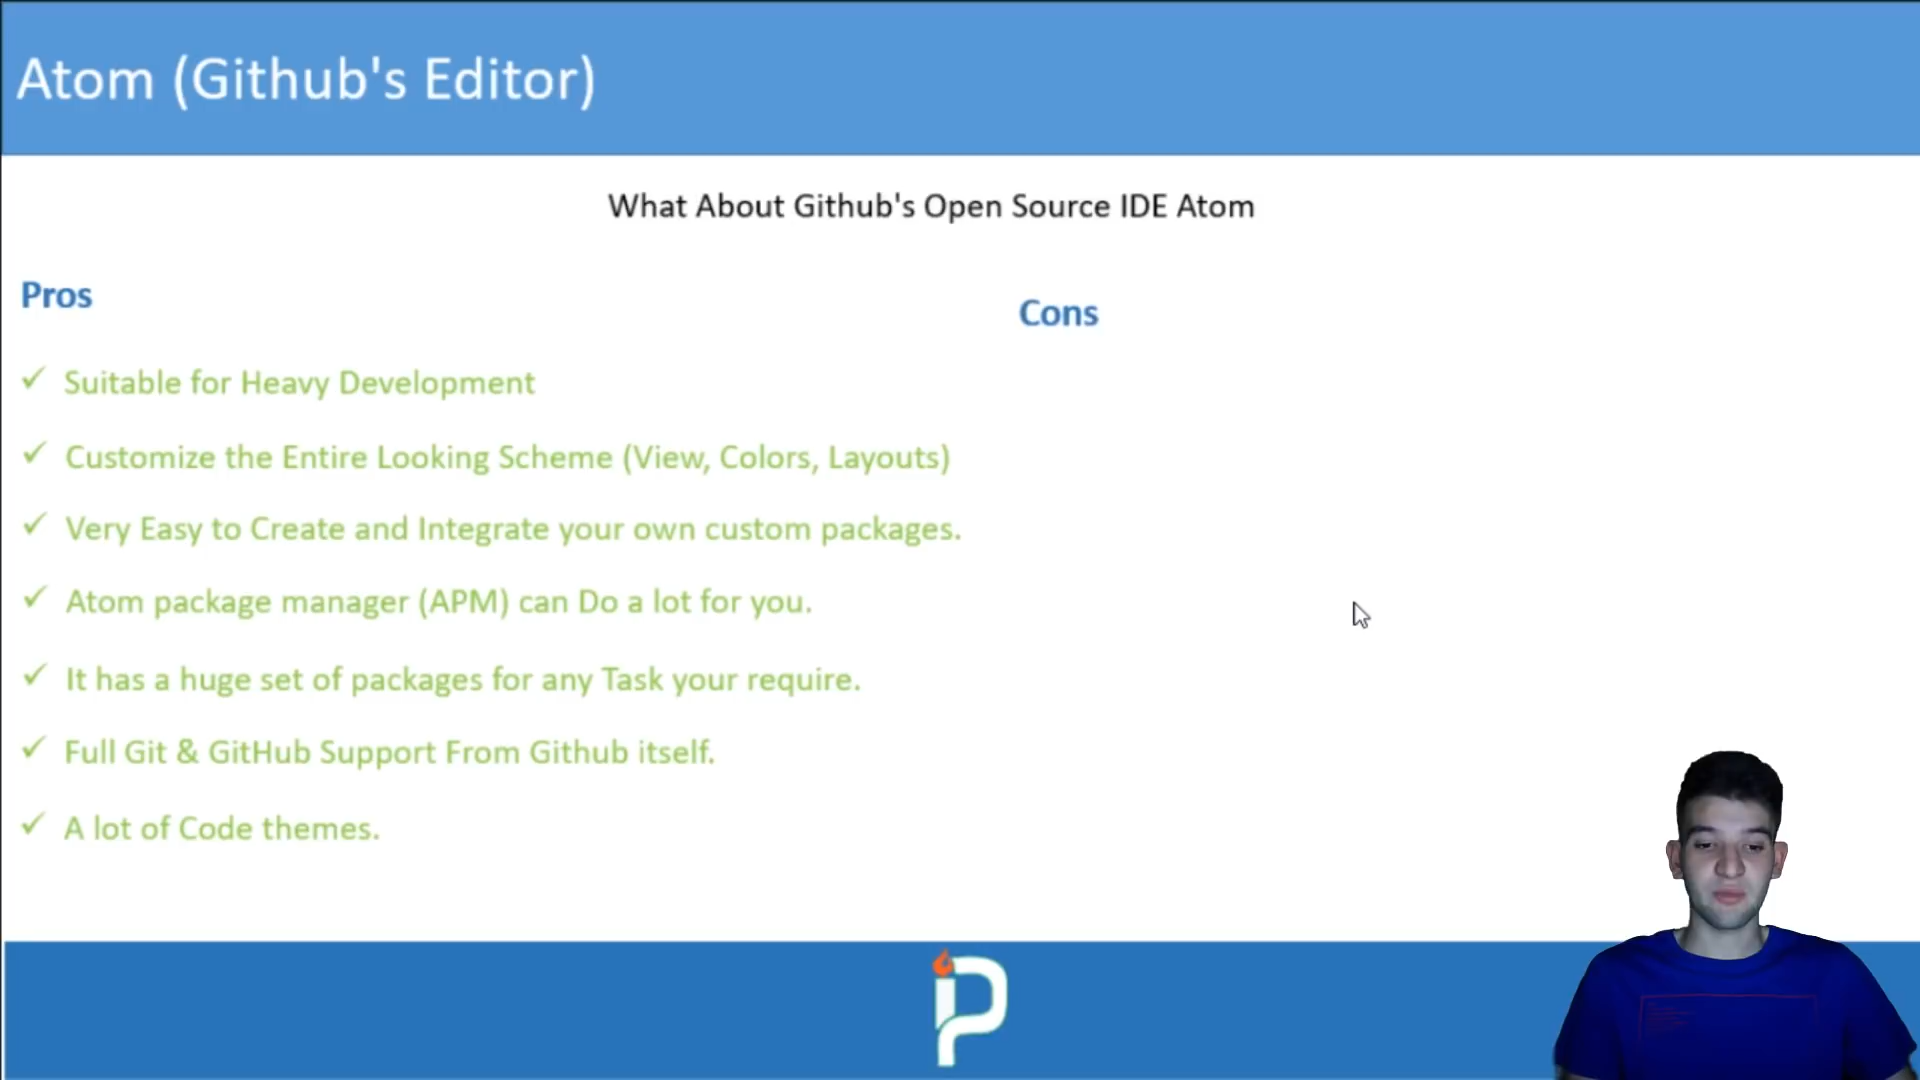 Atom (Github's Editor)
What About Github's Open Source IDE Atom
Pros
Cons
✓ Suitable for Heavy Development
✓ Customize the Entire Looking Scheme (View, Colors, Layouts)
✓ Very Easy to Create and Integrate your own custom packages.
✓ Atom package manager (APM) can Do a lot for you.
✓ It has a huge set of packages for any Task your require.
✓ Full Git & GitHub Support From Github itself.
✓ A lot of Code themes.